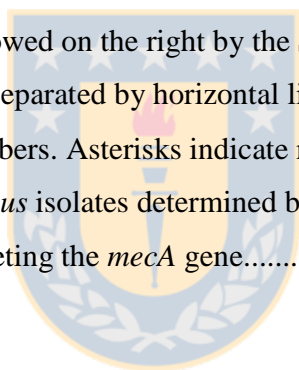 owed on the right by the
eparated by horizontal li
bers. Asterisks indicate
us isolates determined b
eting the mecA gene.......